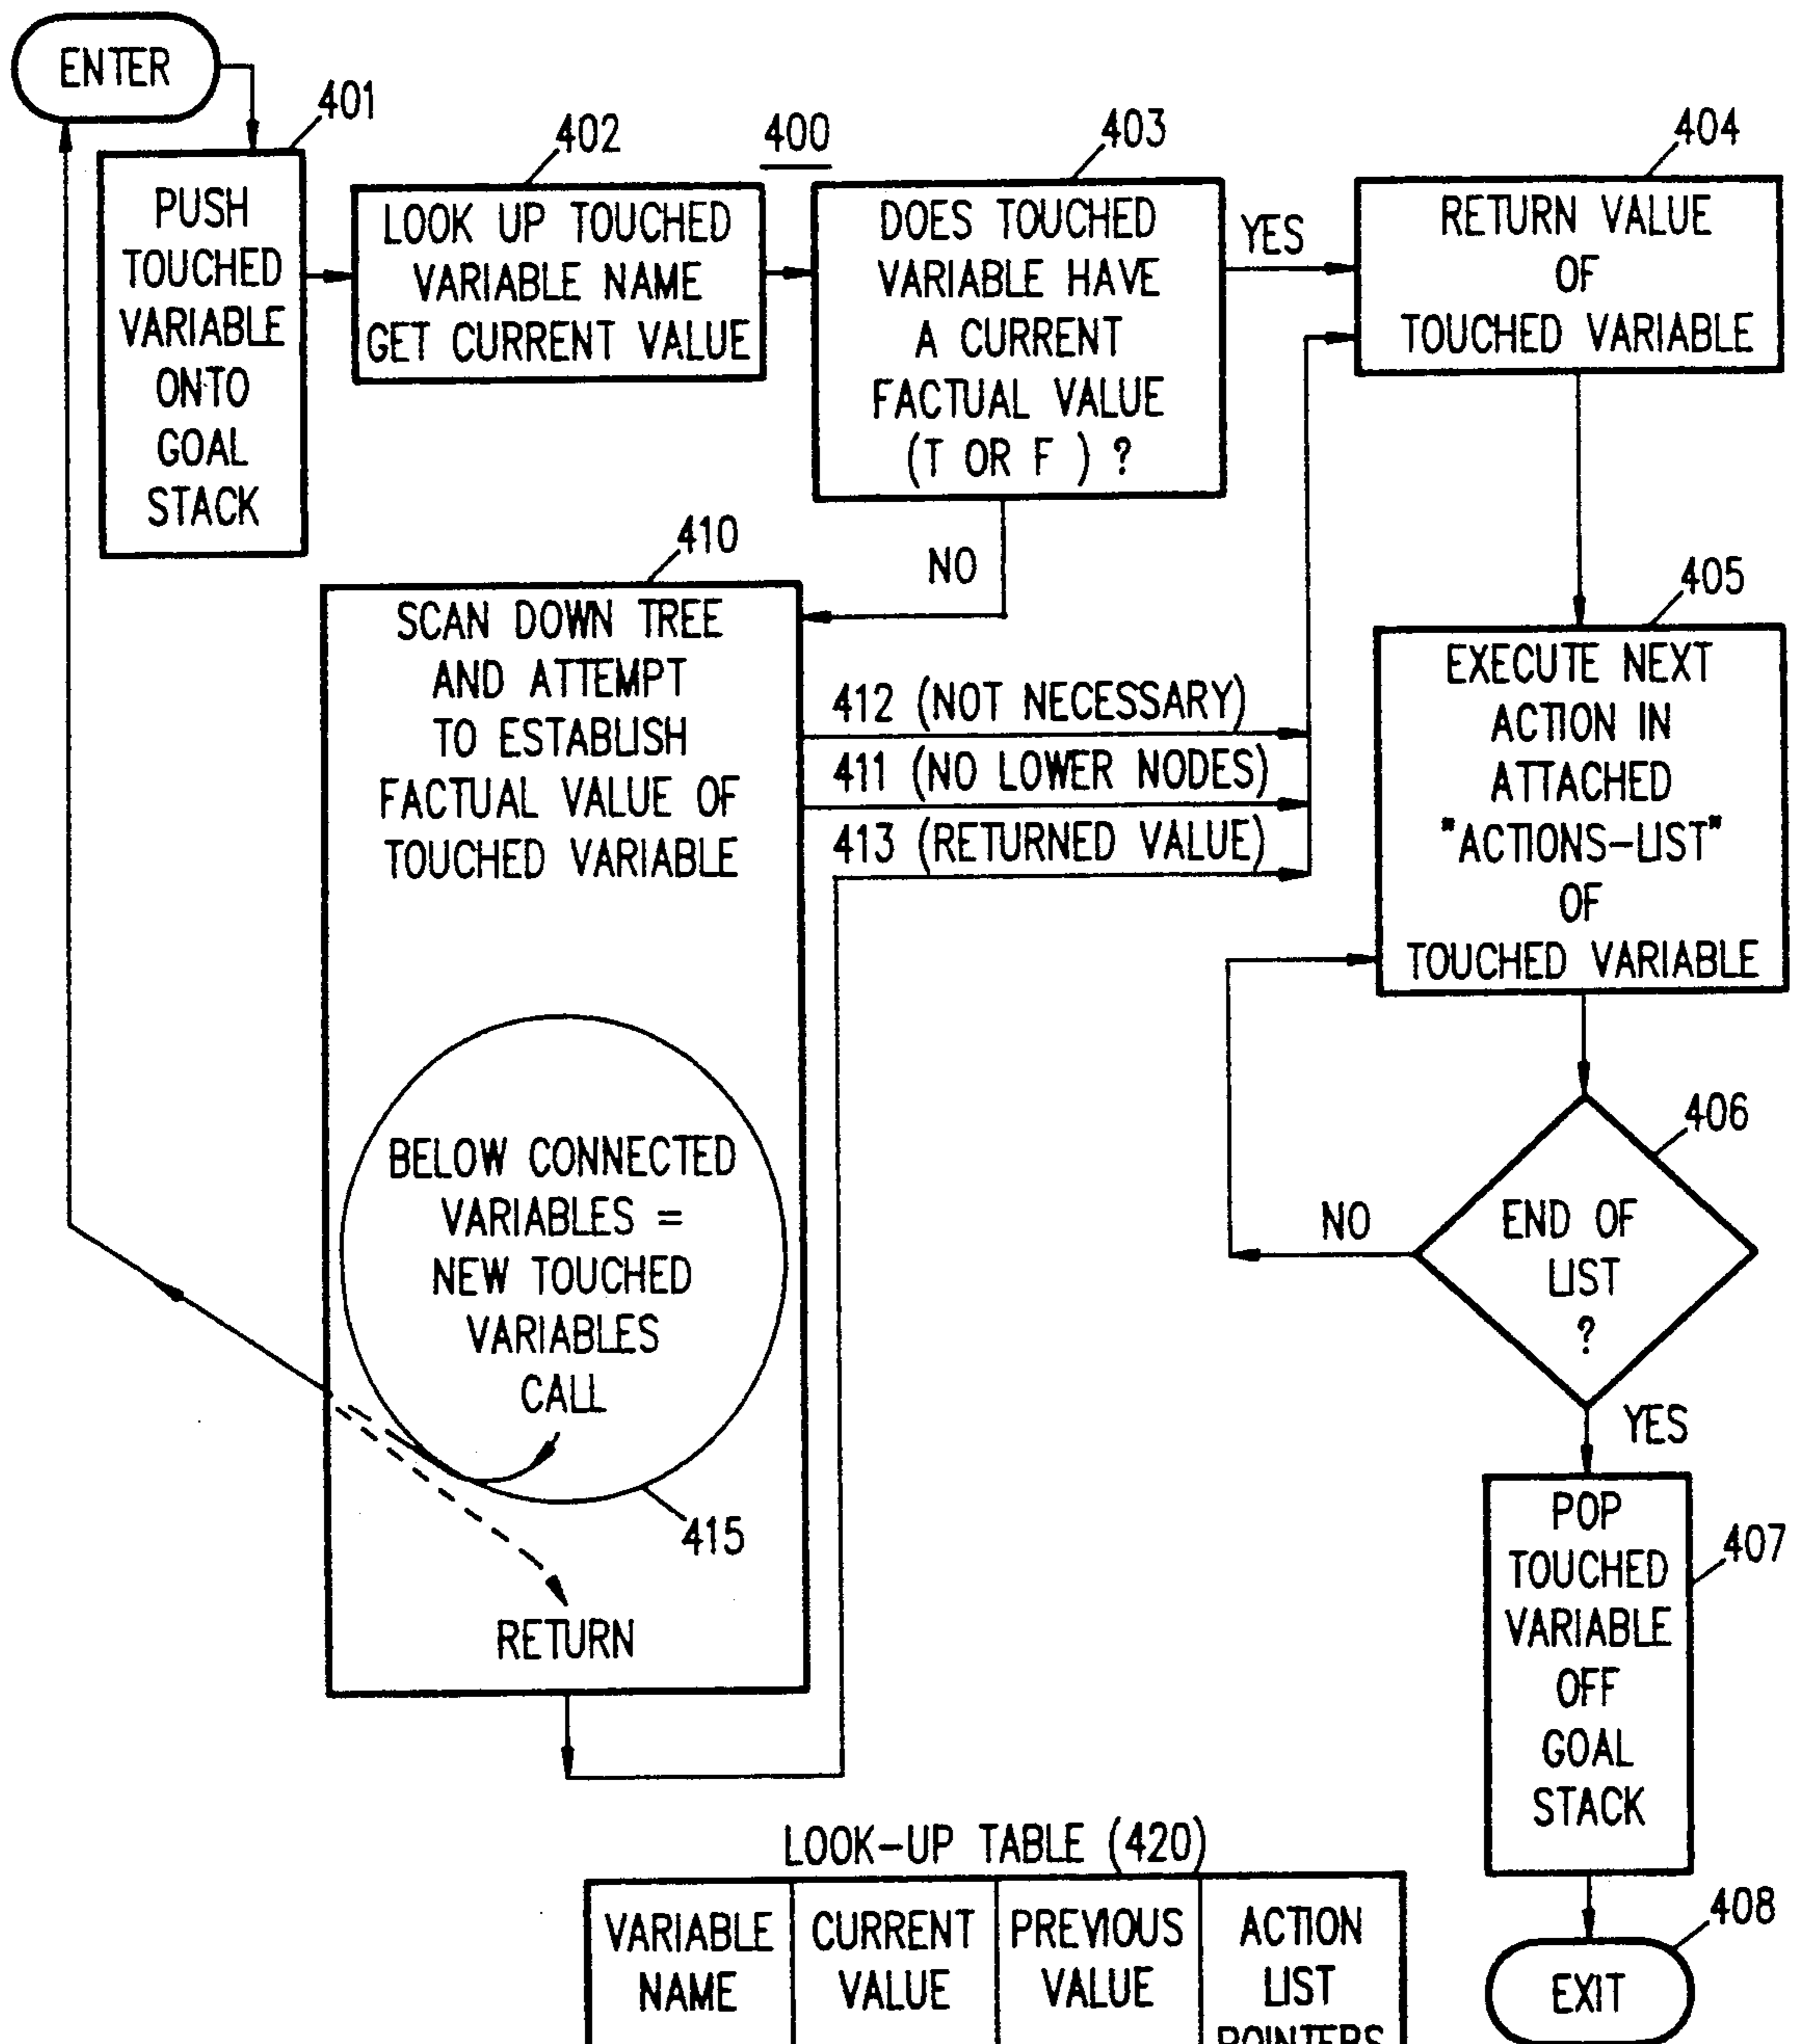 ENTER
401
PUSH
TOUCHED
VARIABLE
ONTO
GOAL
STACK
402
LOOK UP TOUCHED
VARIABLE NAME
GET CURRENT VALUE
400
403
DOES TOUCHED
VARIABLE HAVE
A CURRENT
FACTUAL VALUE
(T OR F ) ?
YES
NO
404
RETURN VALUE
OF
TOUCHED VARIABLE
410
SCAN DOWN TREE
AND ATTEMPT
TO ESTABLISH
FACTUAL VALUE OF
TOUCHED VARIABLE
412 (NOT NECESSARY)
411 (NO LOWER NODES)
413 (RETURNED VALUE)
BELOW CONNECTED
VARIABLES =
NEW TOUCHED
VARIABLES
CALL
415
RETURN
405
EXECUTE NEXT
ACTION IN
ATTACHED
"ACTIONS-LIST"
OF
TOUCHED VARIABLE
406
END OF
LIST
?
NO
YES
407
POP
TOUCHED
VARIABLE
OFF
GOAL
STACK
408
EXIT
LOOK-UP TABLE (420)
VARIABLE
NAME
CURRENT
VALUE
PREVIOUS
VALUE
ACTION
LIST
POINTERS